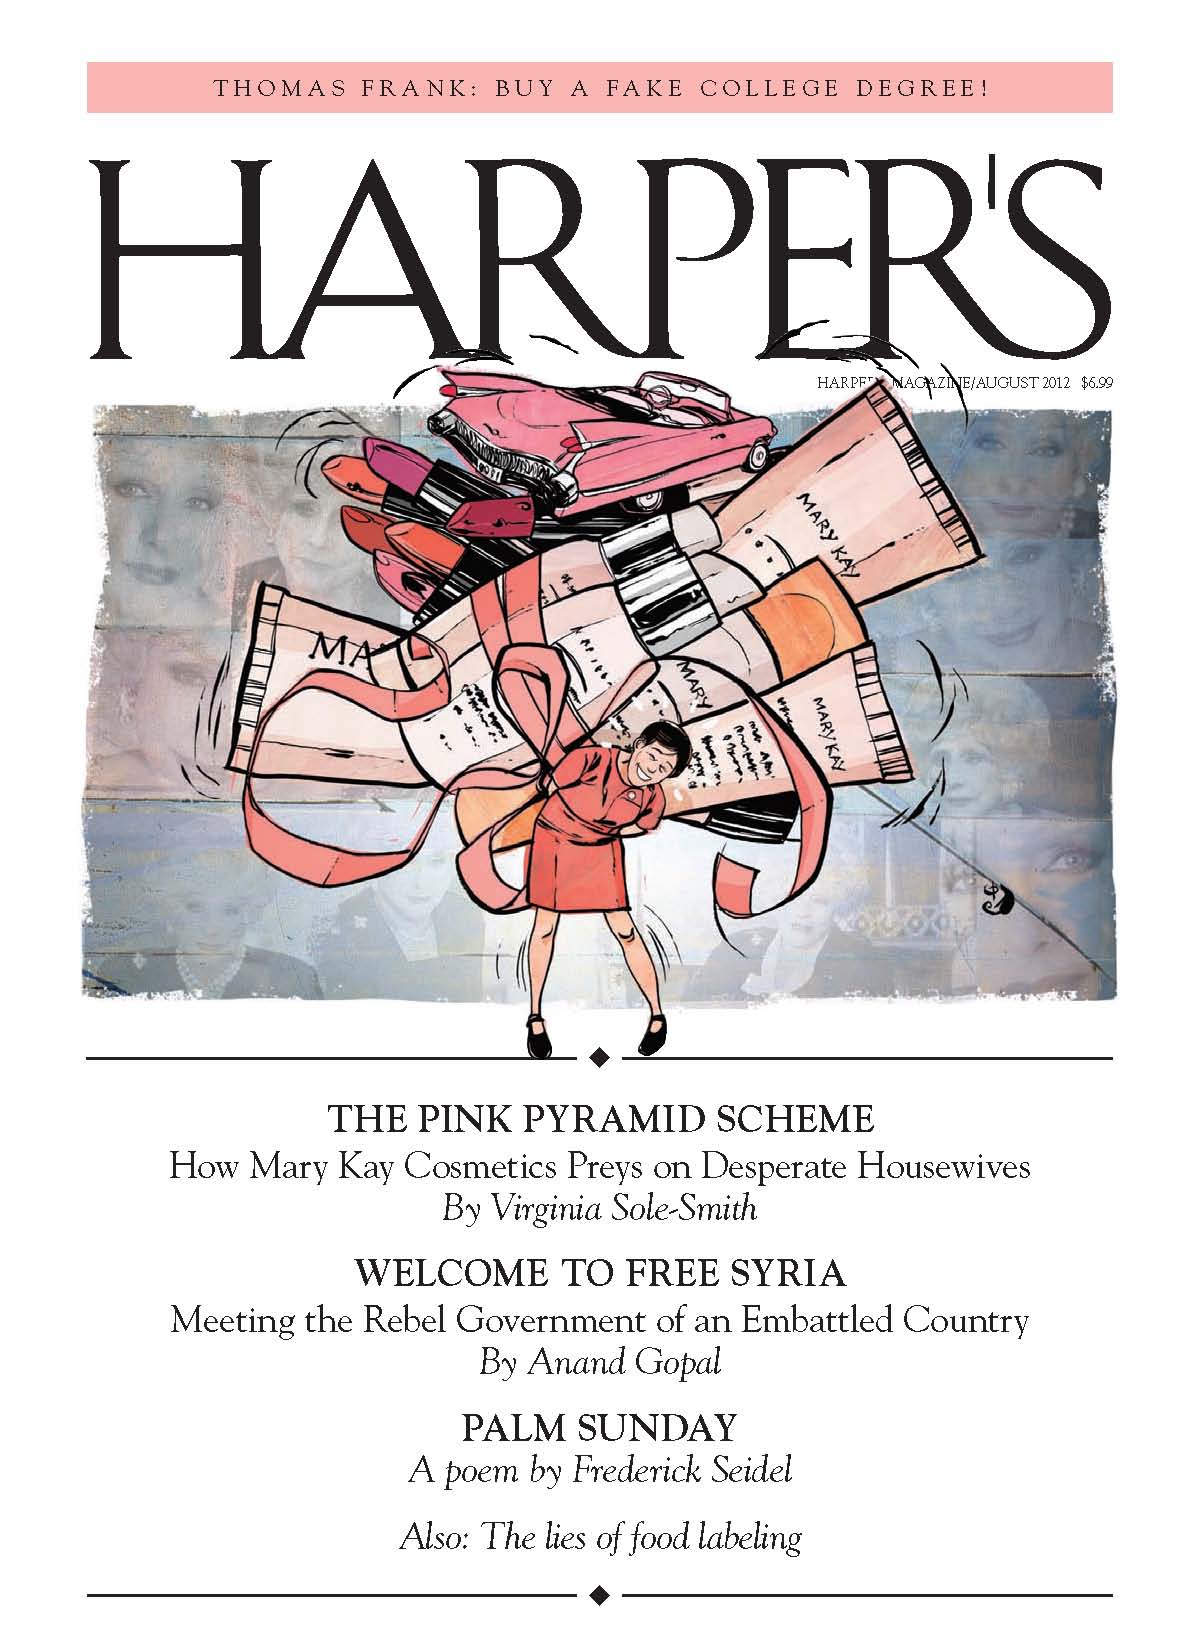 THOMAS FRANK: BUY A FAKE COLLEGE DEGREE!
HARPER'S
MAGAZINE/AUGUST 2012 $6.99
MARY KAY
MA
MARY
MARY KAY
THE PINK PYRAMID SCHEME
How Mary Kay Cosmetics Preys on Desperate Housewives
By Virginia Sole-Smith
WELCOME TO FREE SYRIA
Meeting the Rebel Government of an Embattled Country
By Anand Gopal
PALM SUNDAY
A poem by Frederick Seidel
Also: The lies of food labeling